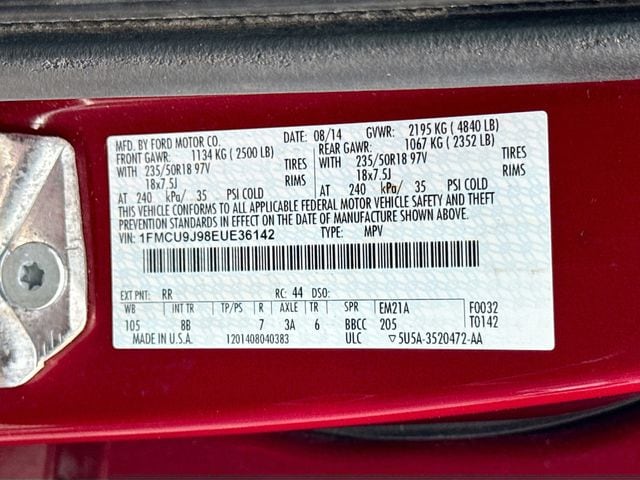 MFD. BY FORD MOTOR CO. DATE: 08/14 GVWR: 2195 KG ( 4840 LB)
FRONT GAWR: 1134 KG ( 2500 LB) REAR GAWR: 1067 KG ( 2352 LB)
WITH 235/50R18 97V TIRES WITH 235/50R18 97V TIRES
18x7.5J RIMS 18x7.5J RIMS
AT 240 kPa/ 35 PSI COLD AT 240 kPa/ 35 PSI COLD
THIS VEHICLE CONFORMS TO ALL APPLICABLE FEDERAL MOTOR VEHICLE SAFETY AND THEFT
PREVENTION STANDARDS IN EFFECT ON THE DATE OF MANUFACTURE SHOWN ABOVE.
VIN: 1FMCU9J98EUE36142 TYPE: MPV
EXT PNT: RR RC: 44 DSO:
WB INT TR TP/PS R AXLE TR SPR EM21A F0032
105 8B 7 3A 6 BBCC 205 T0142
MADE IN U.S.A. 1201408040383 ULC ▽5U5A-3520472-AA